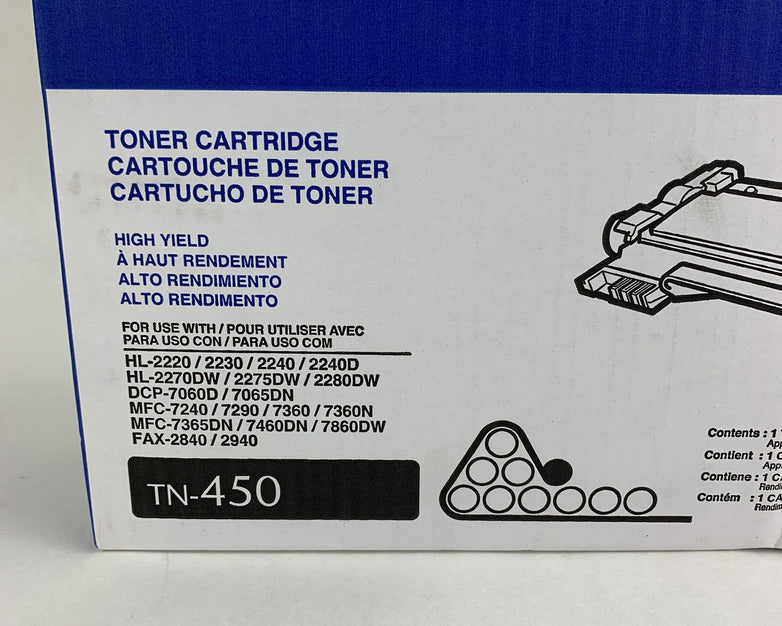 TONER CARTRIDGE
CARTOUCHE DE TONER
CARTUCHO DE TONER
HIGH YIELD
À HAUT RENDEMENT
ALTO RENDIMIENTO
ALTO RENDIMENTO
FOR USE WITH / POUR UTILISER AVEC
PARA USO CON / PARA USO COM
HL-2220 / 2230 / 2240 / 2240D
HL-2270DW / 2275DW / 2280DW
DCP-7060D / 7065DN
MFC-7240 / 7290 / 7360 / 7360N
MFC-7365DN / 7460DN / 7860DW
FAX-2840 / 2940
TN-450
Contents : 1
Contient : 1
Contiene : 1
Contém : 1